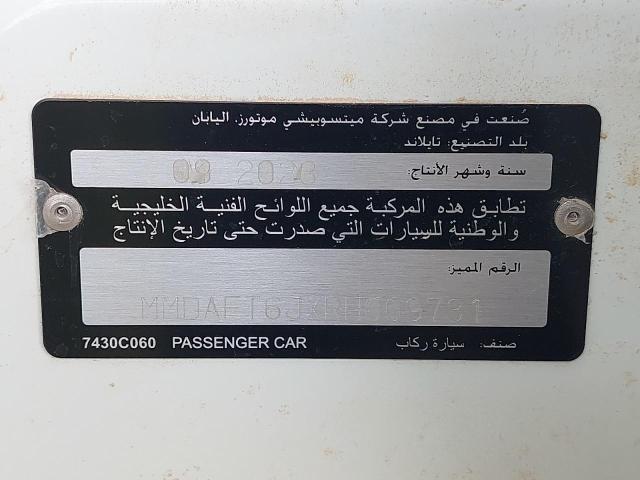 صُنعت في مصنع شركة ميتسوبيشي موتورز. اليابان
بلد التصنيع: تايلاند
سنة وشهر الأنتاج:
تطابق هذه المركبة جميع اللوائح الفنية الخليجية
والوطنية للسيارات التي صدرت حتى تاريخ الإنتاج
الرقم المميز:
7430C060 PASSENGER CAR صنف: سيارة ركاب